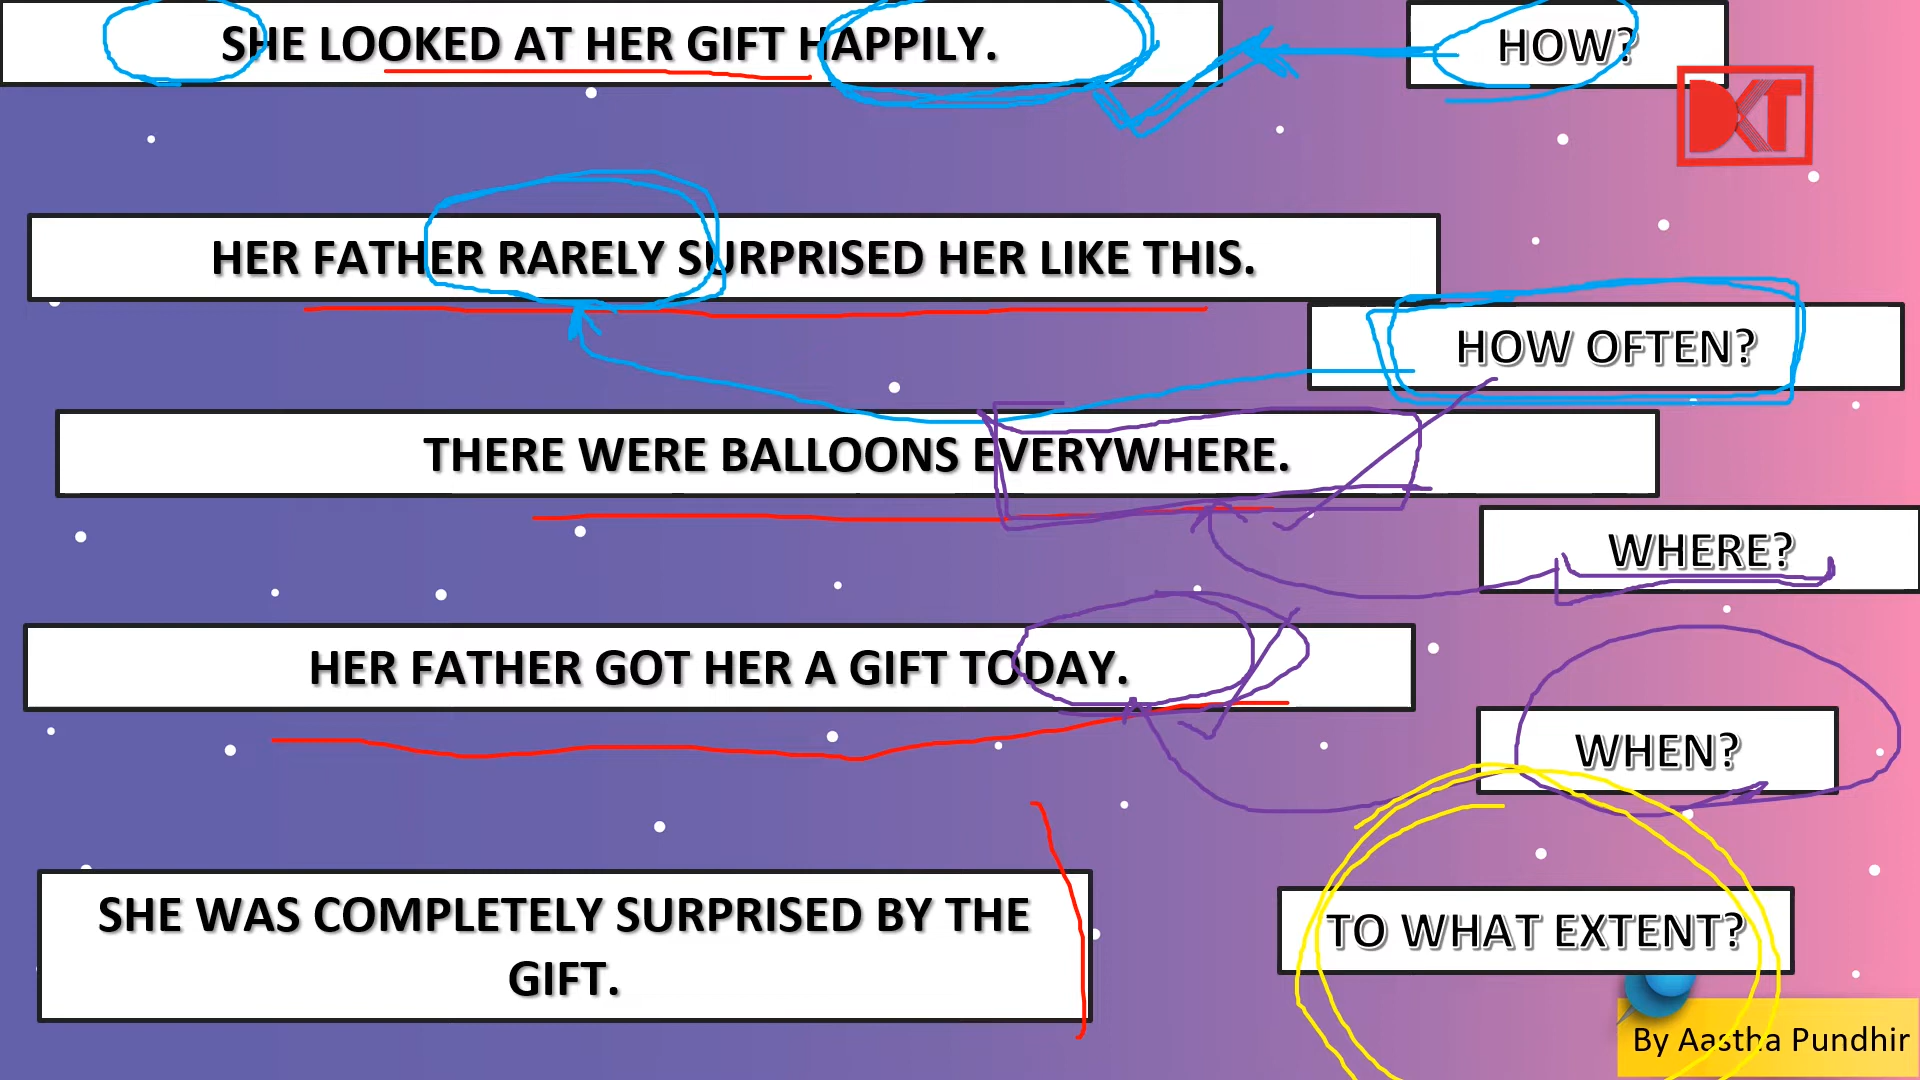 SHE LOOKED AT HER GIFT HAPPILY.
HOW?
DKT
HER FATHER RARELY SURPRISED HER LIKE THIS.
HOW OFTEN?
THERE WERE BALLOONS EVERYWHERE.
WHERE?
HER FATHER GOT HER A GIFT TODAY.
WHEN?
SHE WAS COMPLETELY SURPRISED BY THE
GIFT.
TO WHAT EXTENT?
By Aastha Pundhir